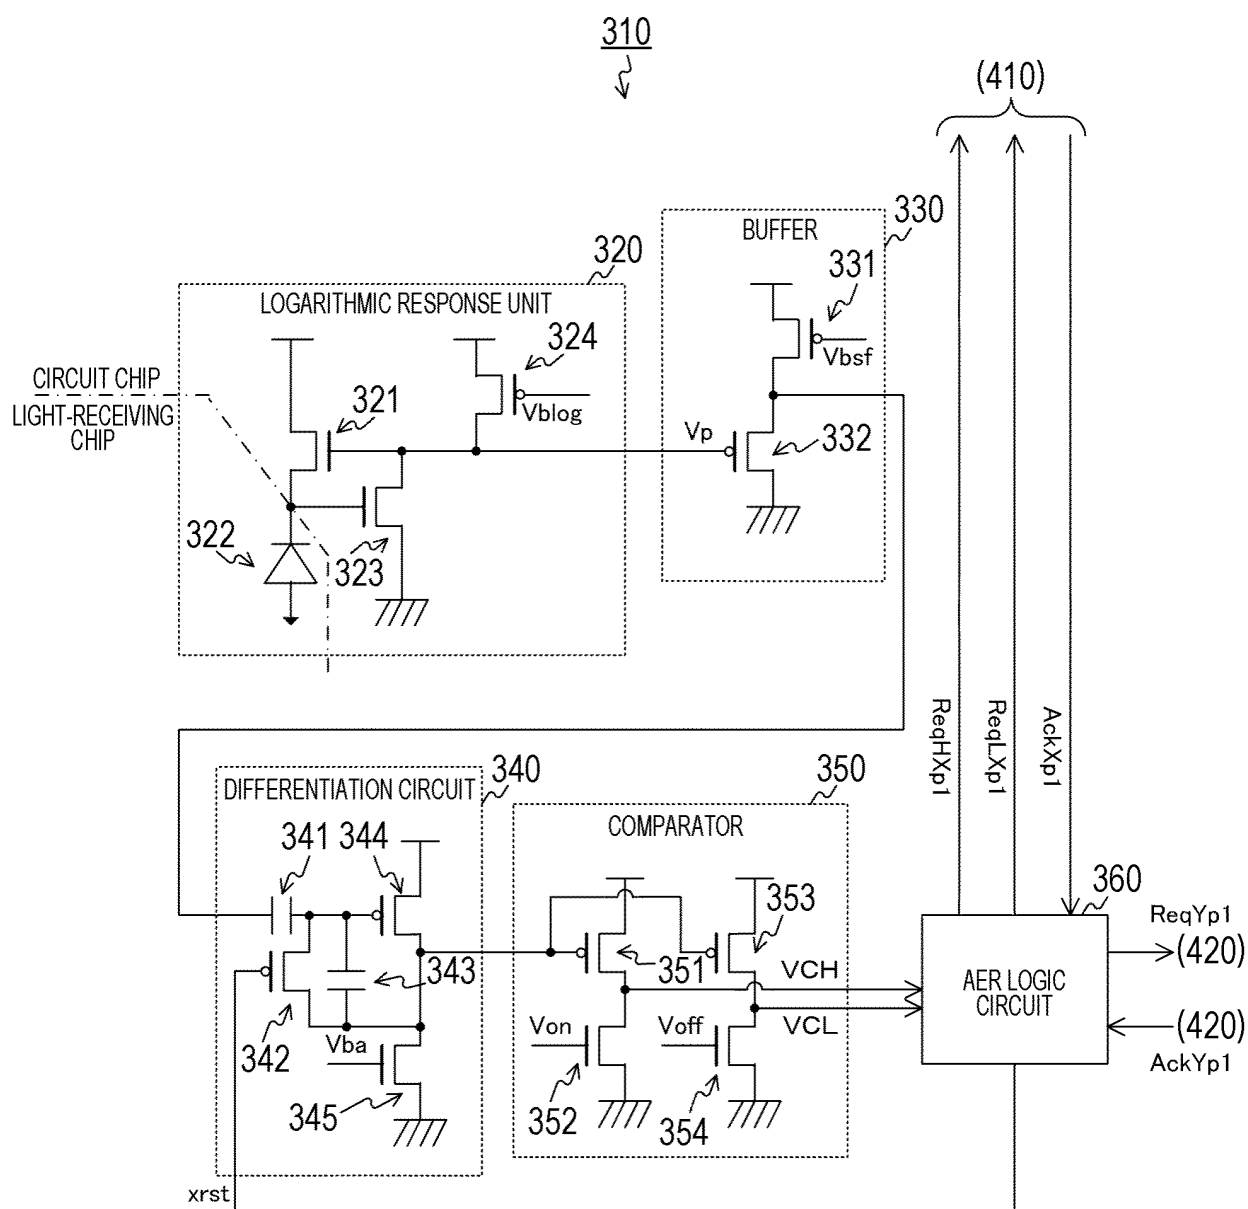 310
(410)
330
BUFFER
320
331
LOGARITHMIC RESPONSE UNIT
324
Vbsf
CIRCUIT CHIP
LIGHT-RECEIVING
CHIP
321
Vblog
Vp
332
322
323
ReqHXp1
ReqLXp1
AckXp1
340
350
DIFFERENTIATION CIRCUIT
COMPARATOR
341
344
353
360
ReqYp1
(420)
343
351
VCH
AER LOGIC
CIRCUIT
Von
Voff
VCL
(420)
Vba
342
AckYp1
345
352
354
xrst